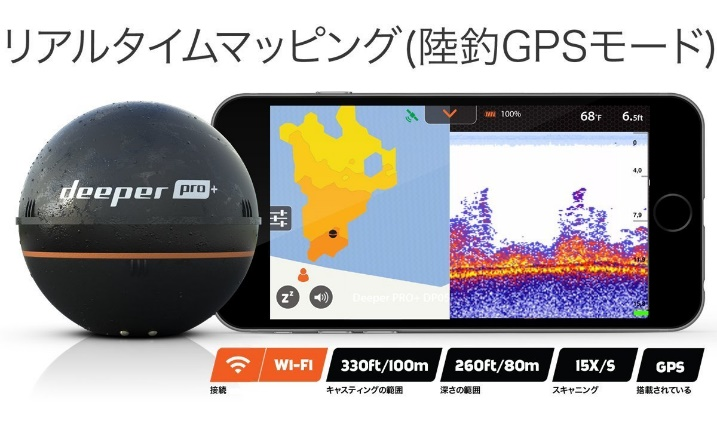 リアルタイムマッピング(陸釣GPSモード)
deeper pro+
100%
68°F
6.5ft
0
4,0
7,9
Zz
Deeper PRO+
WI-FI
330ft/100m
260ft/80m
15X/S
GPS
接続
キャスティングの範囲
深さの範囲
スキャニング
搭載されている